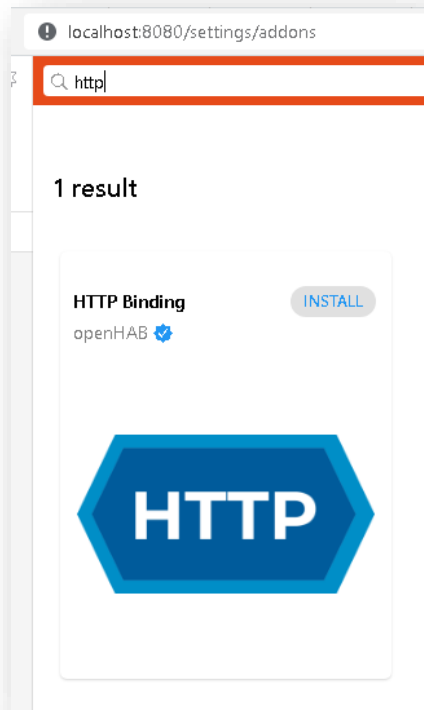 localhost:8080/settings/addons
http
1 result
HTTP Binding
INSTALL
openHAB
HTTP